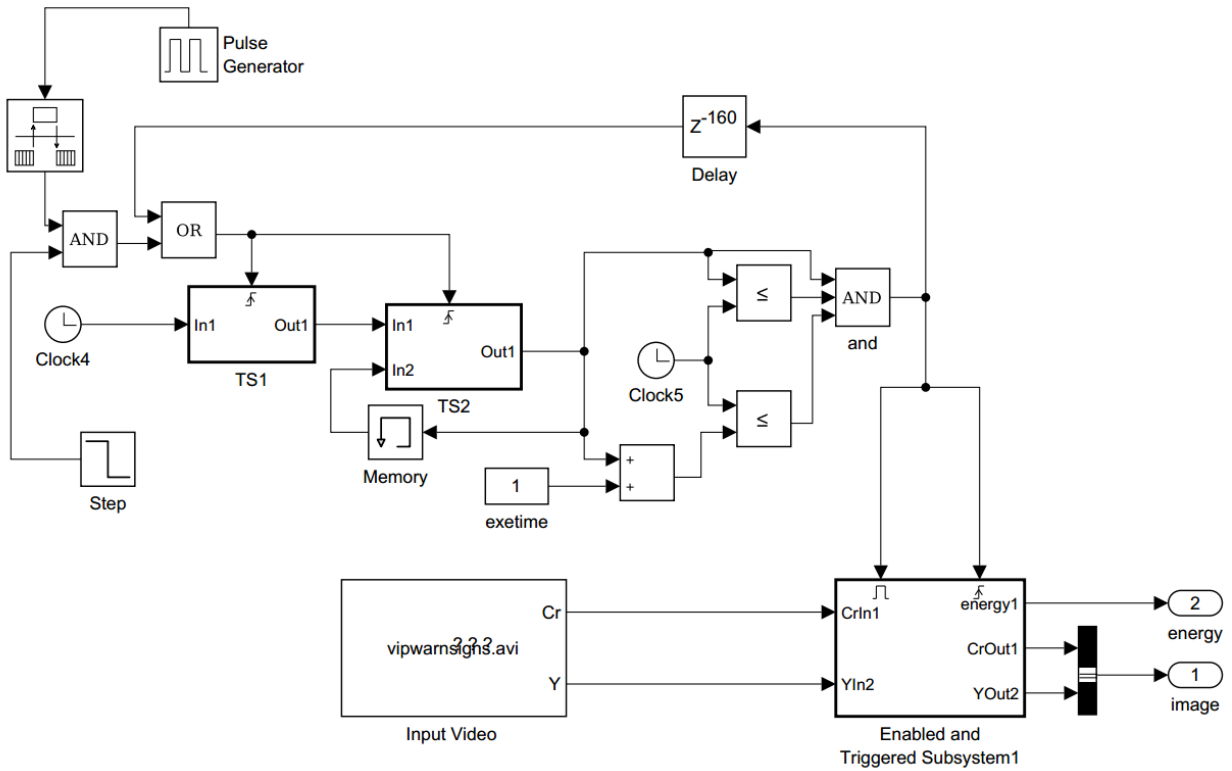 Pulse
Generator
Z-160
Delay
AND
OR
In1
Out1
TS1
Clock4
In1
In2
Out1
TS2
≤
AND
and
Clock5
≤
Memory
+
+
1
exetime
Step
vipwarnsigns.avi
???
Cr
Y
Input Video
CrIn1
YIn2
energy1
CrOut1
YOut2
Enabled and
Triggered Subsystem1
2
energy
1
image